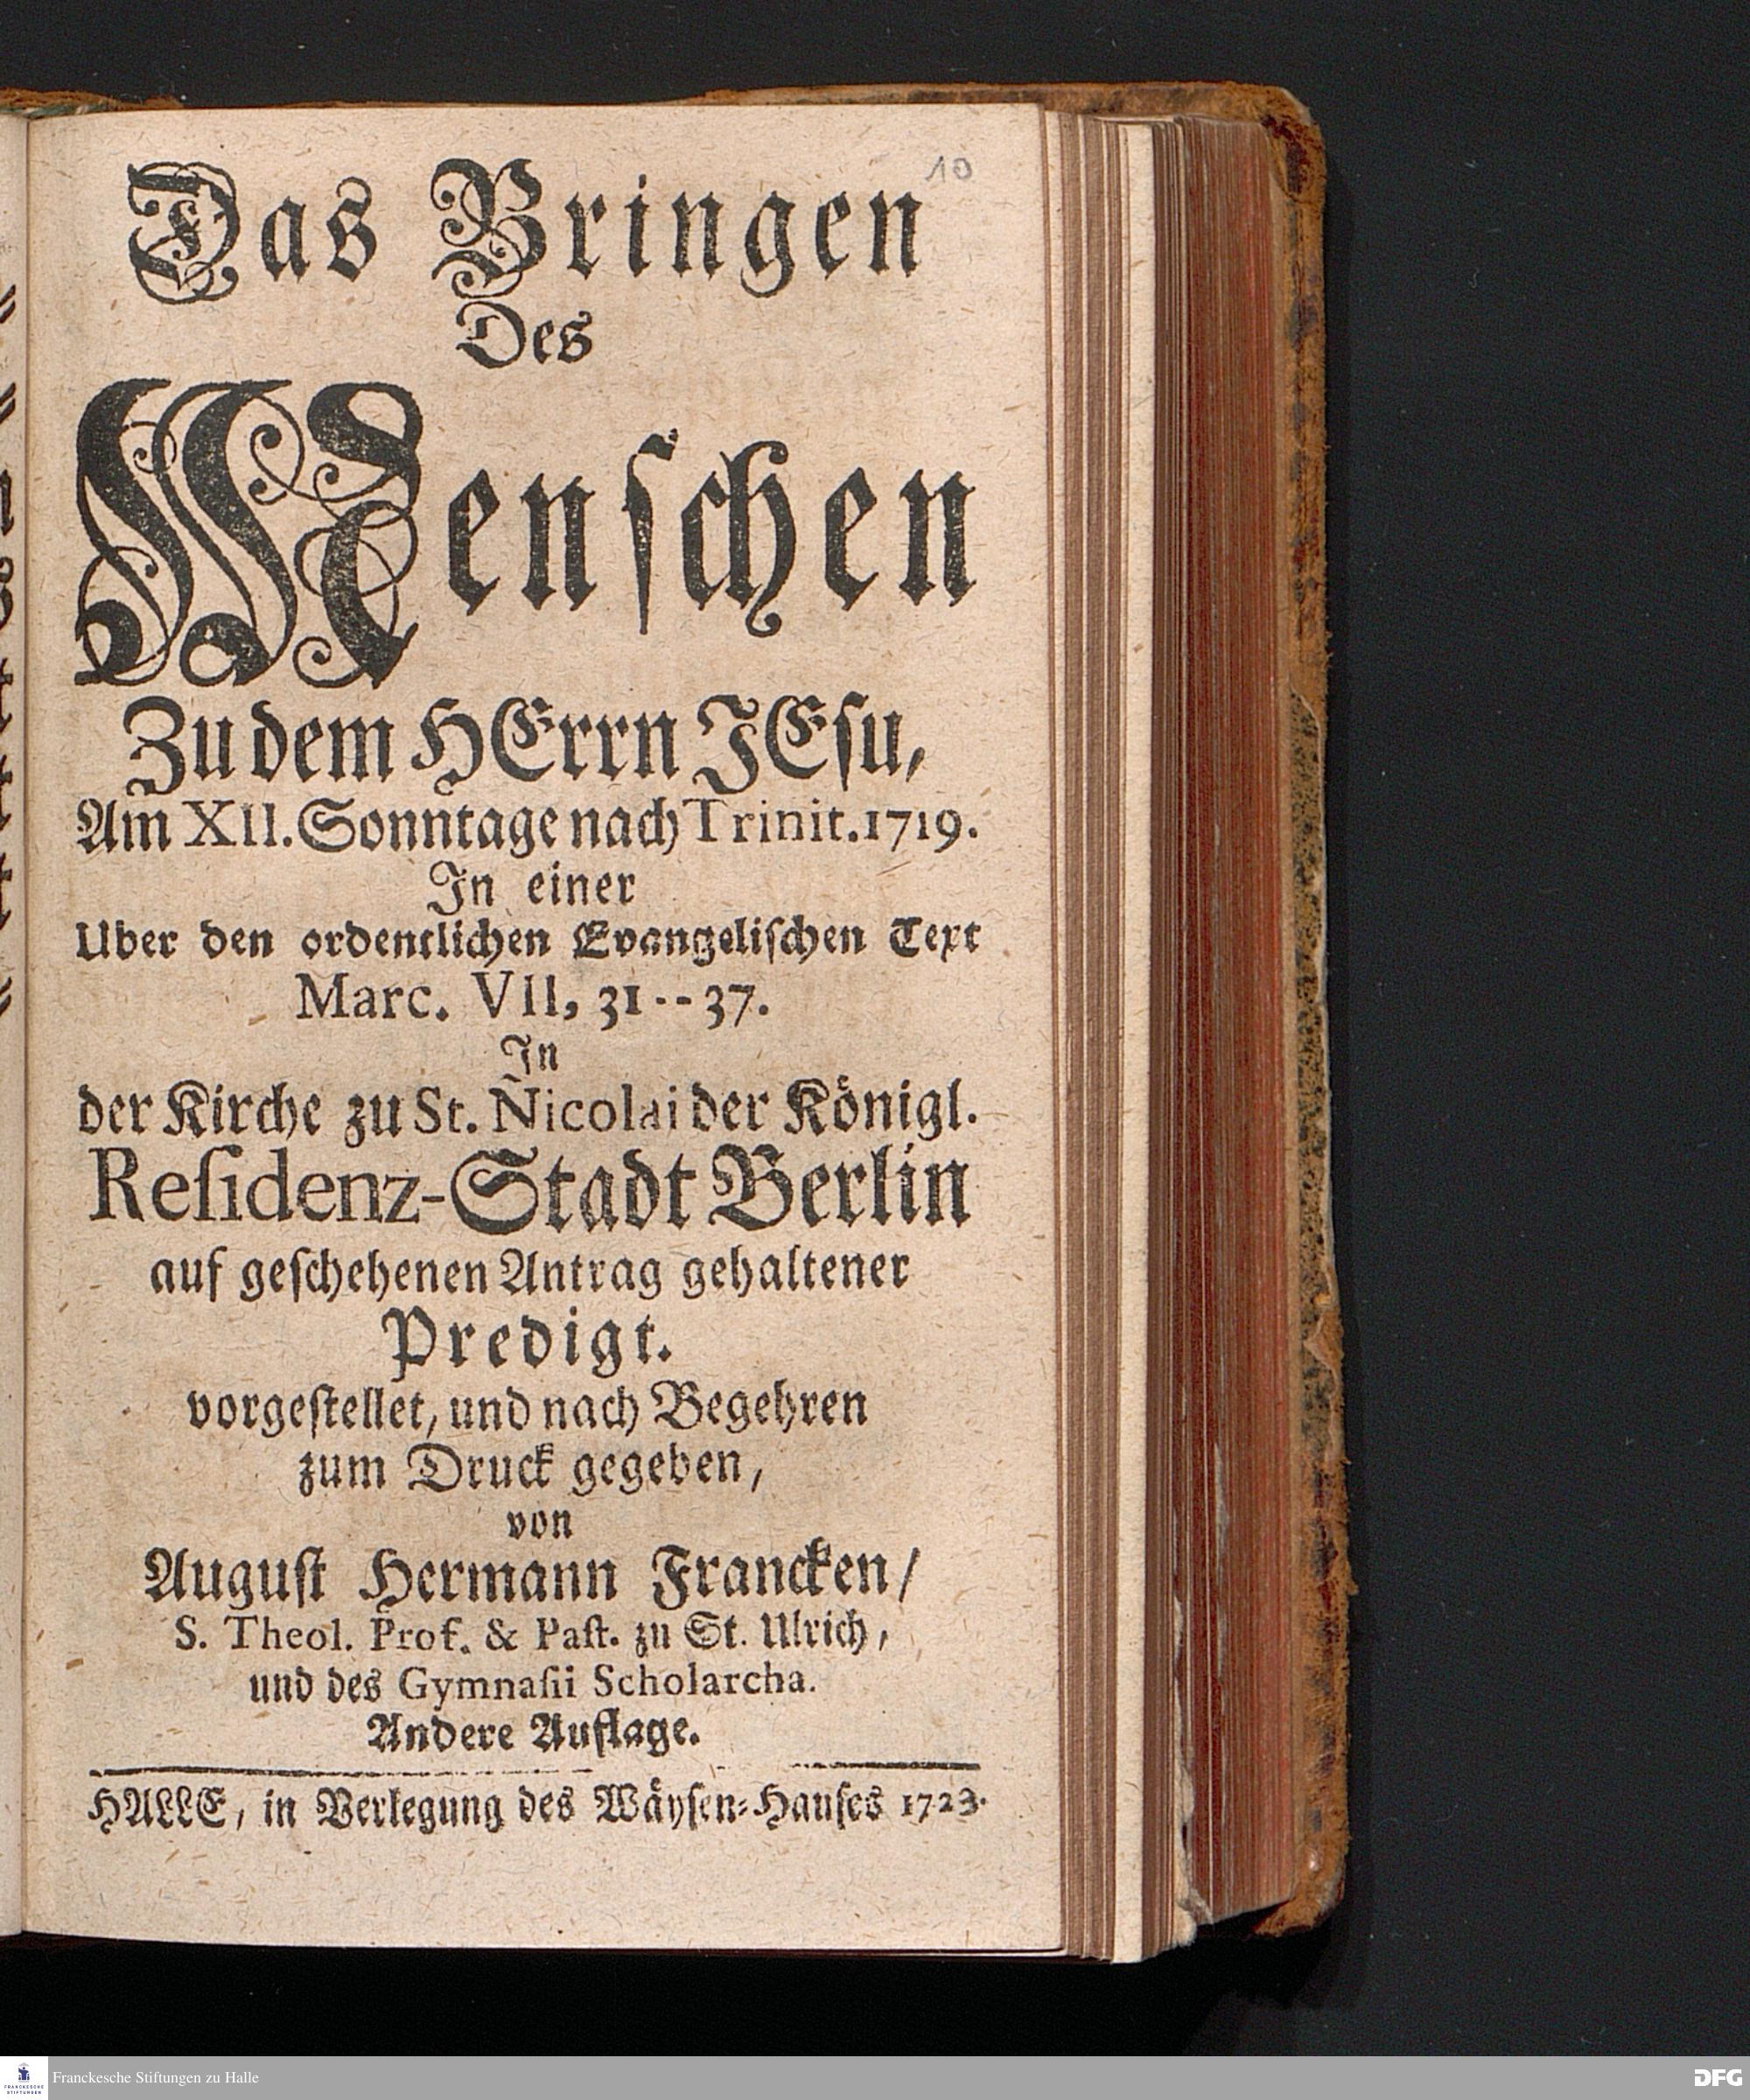 10
Das Bringen
Des
Menſchen
Zu dem HErrn JEſu,
Am XII. Sonntage nach Trinit. 1719.
In einer
Uber den ordentlichen Evangeliſchen Text
Marc. VII, 31--37.
In
der Kirche zu St. Nicolai der Königl.
Reſidenz-Stadt Berlin
auf geſchehenen Antrag gehaltener
Predigt.
vorgeſtellet, und nach Begehren
zum Druck gegeben,
von
Auguſt Hermann Francken/
S. Theol. Prof. & Paſt. zu St. Ulrich,
und des Gymnaſii Scholarcha.
Andere Auflage.
HALLE, in Verlegung des Wäyſen-Hauſes 1723.
FRANCKESCHE
STIFTUNGEN
Franckesche Stiftungen zu Halle
DFG